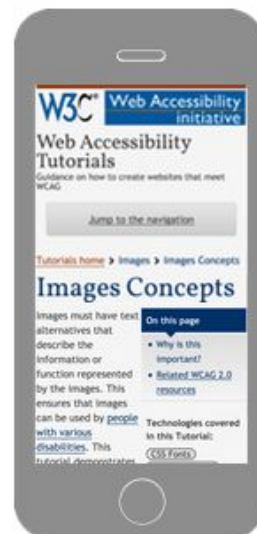 W3C® Web Accessibility
initiative
Web Accessibility
Tutorials
Guidance on how to create websites that meet
WCAG
Jump to the navigation
Tutorials home › Images › Images Concepts
Images Concepts
Images must have text
alternatives that
describe the
information or
function represented
by the images. This
ensures that images
can be used by people
with various
disabilities. This
tutorial demonstrates
On this page
• Why is this
important?
• Related WCAG 2.0
resources
Technologies covered
in this Tutorial:
CSS Fonts